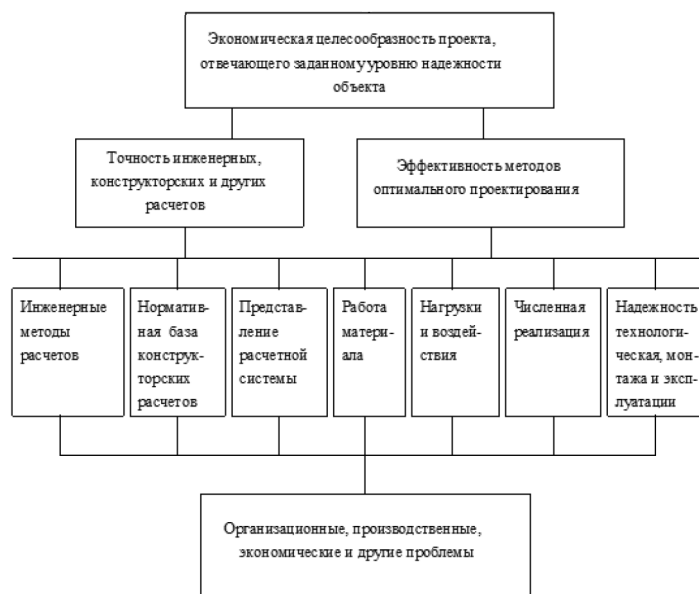 Экономическая целесообразность проекта,
отвечающего заданному уровню надежности
объекта
Точность инженерных,
конструкторских и других
расчетов
Эффективность методов
оптимального проектирования
Инженерные
методы
расчетов
Норматив-
ная база
конструк-
торских
расчетов
Представ-
ление
расчетной
системы
Работа
матери-
ала
Нагрузки
и воздей-
ствия
Численная
реализация
Надежность
технологи-
ческая, мон-
тажа и эксп-
луатации
Организационные, производственные,
экономические и другие проблемы